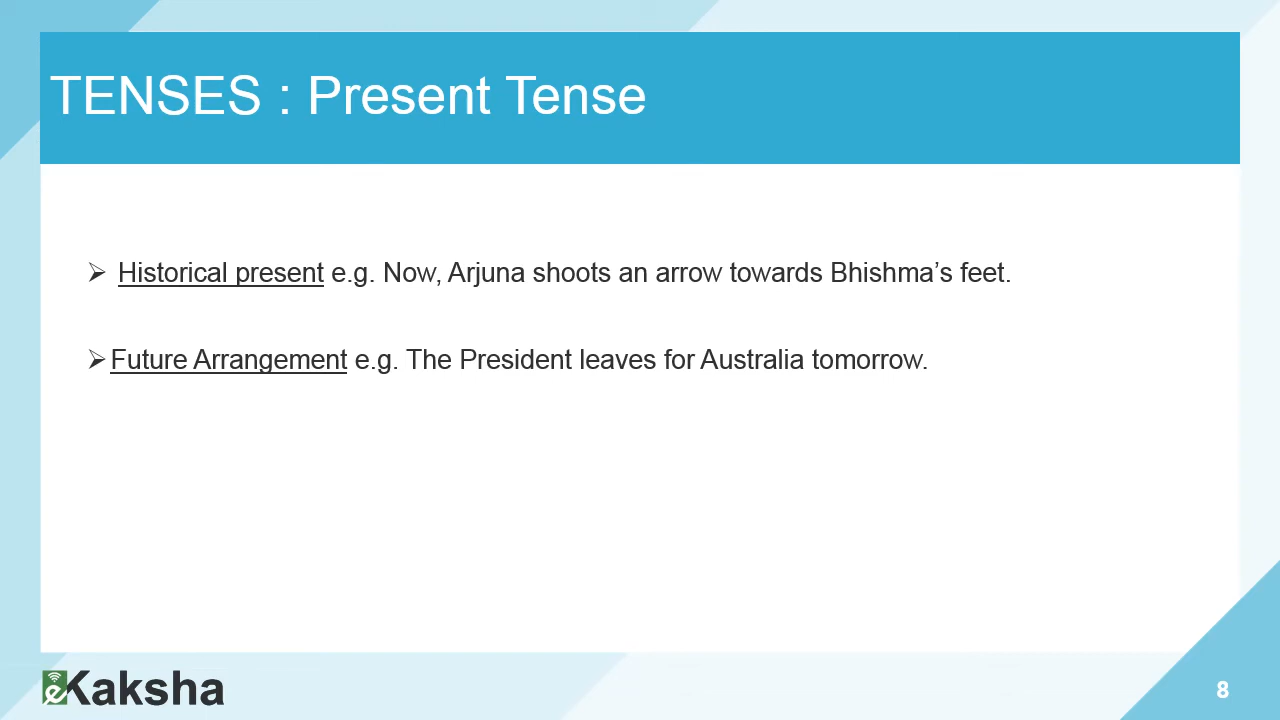 TENSES : Present Tense
➢ Historical present e.g. Now, Arjuna shoots an arrow towards Bhishma’s feet.
➢ Future Arrangement e.g. The President leaves for Australia tomorrow.
eKaksha
8